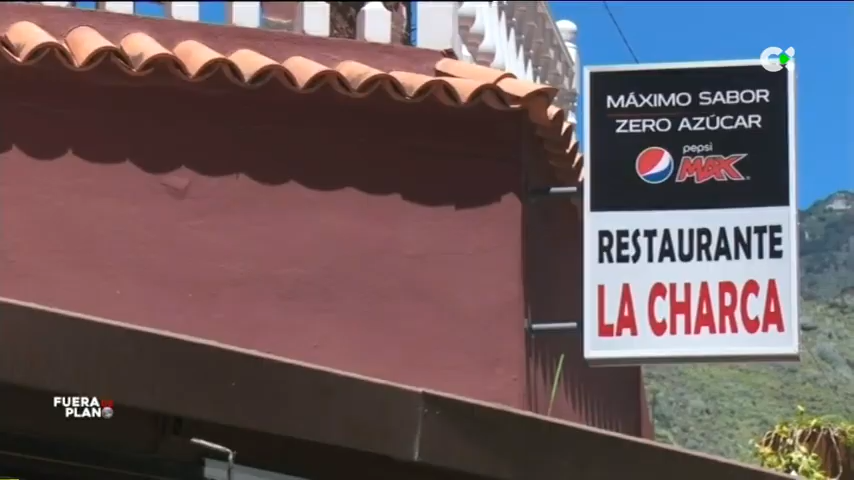 MÁXIMO SABOR
ZERO AZÚCAR
pepsi
MAX
RESTAURANTE
LA CHARCA
FUERA DE
PLANO